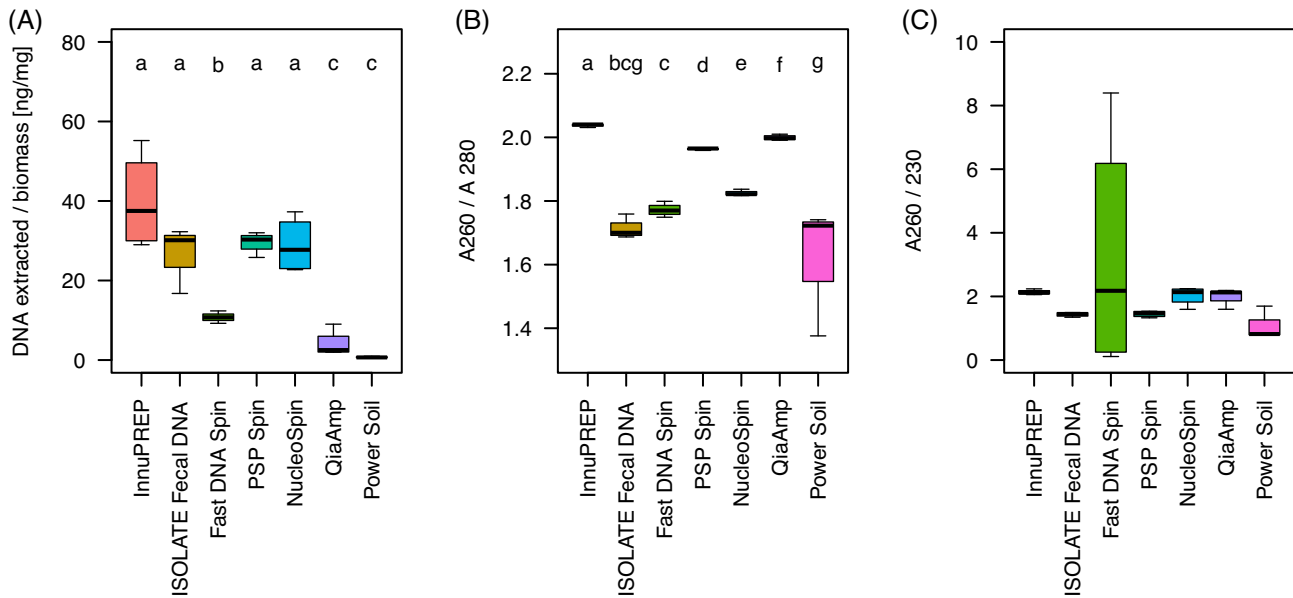 (A)
DNA extracted / biomass [ng/mg]
80
60
40
20
0
a a b a a c c
InnuPREP
ISOLATE Fecal DNA
Fast DNA Spin
PSP Spin
NucleoSpin
QiaAmp
Power Soil
(B)
A260 / A 280
2.2
2.0
1.8
1.6
1.4
a bcg c d e f g
InnuPREP
ISOLATE Fecal DNA
Fast DNA Spin
PSP Spin
NucleoSpin
QiaAmp
Power Soil
(C)
A260 / 230
10
8
6
4
2
0
InnuPREP
ISOLATE Fecal DNA
Fast DNA Spin
PSP Spin
NucleoSpin
QiaAmp
Power Soil